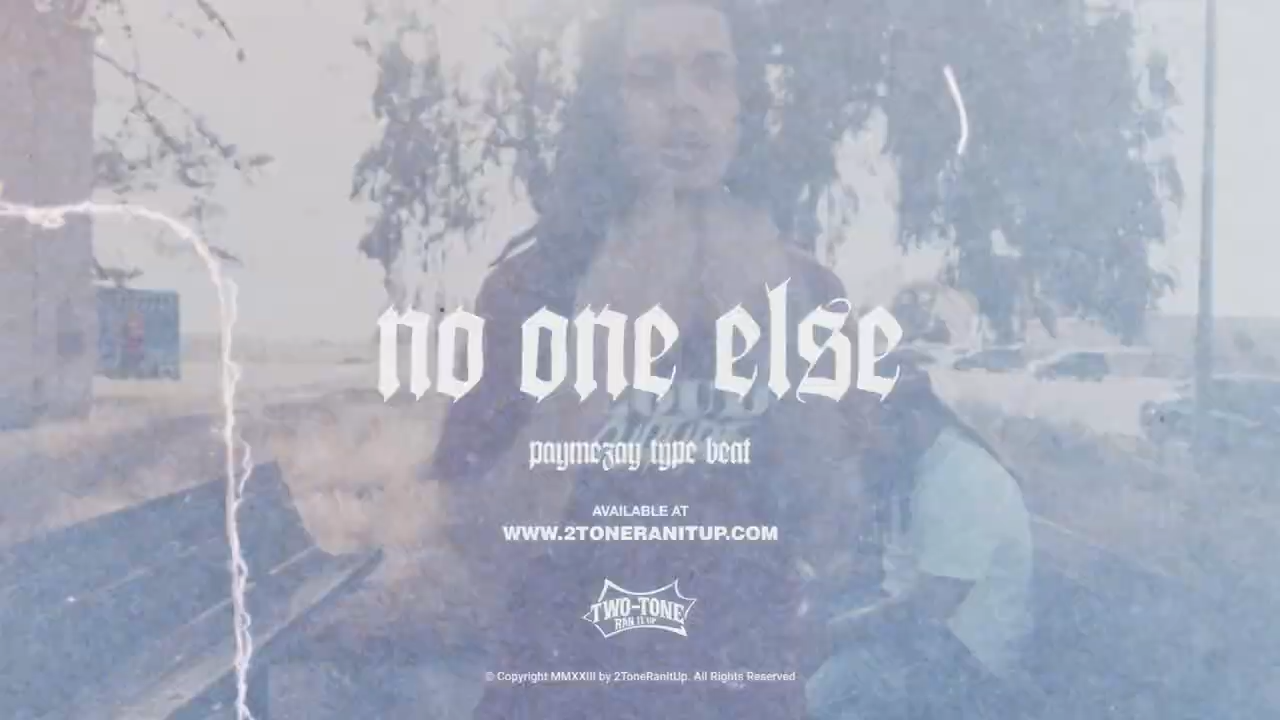 no one else
paymezay type beat
AVAILABLE AT
WWW.2TONERANITUP.COM
TWO-TONE
RAN IT UP
© Copyright MMXXIII by 2ToneRanitUp. All Rights Reserved